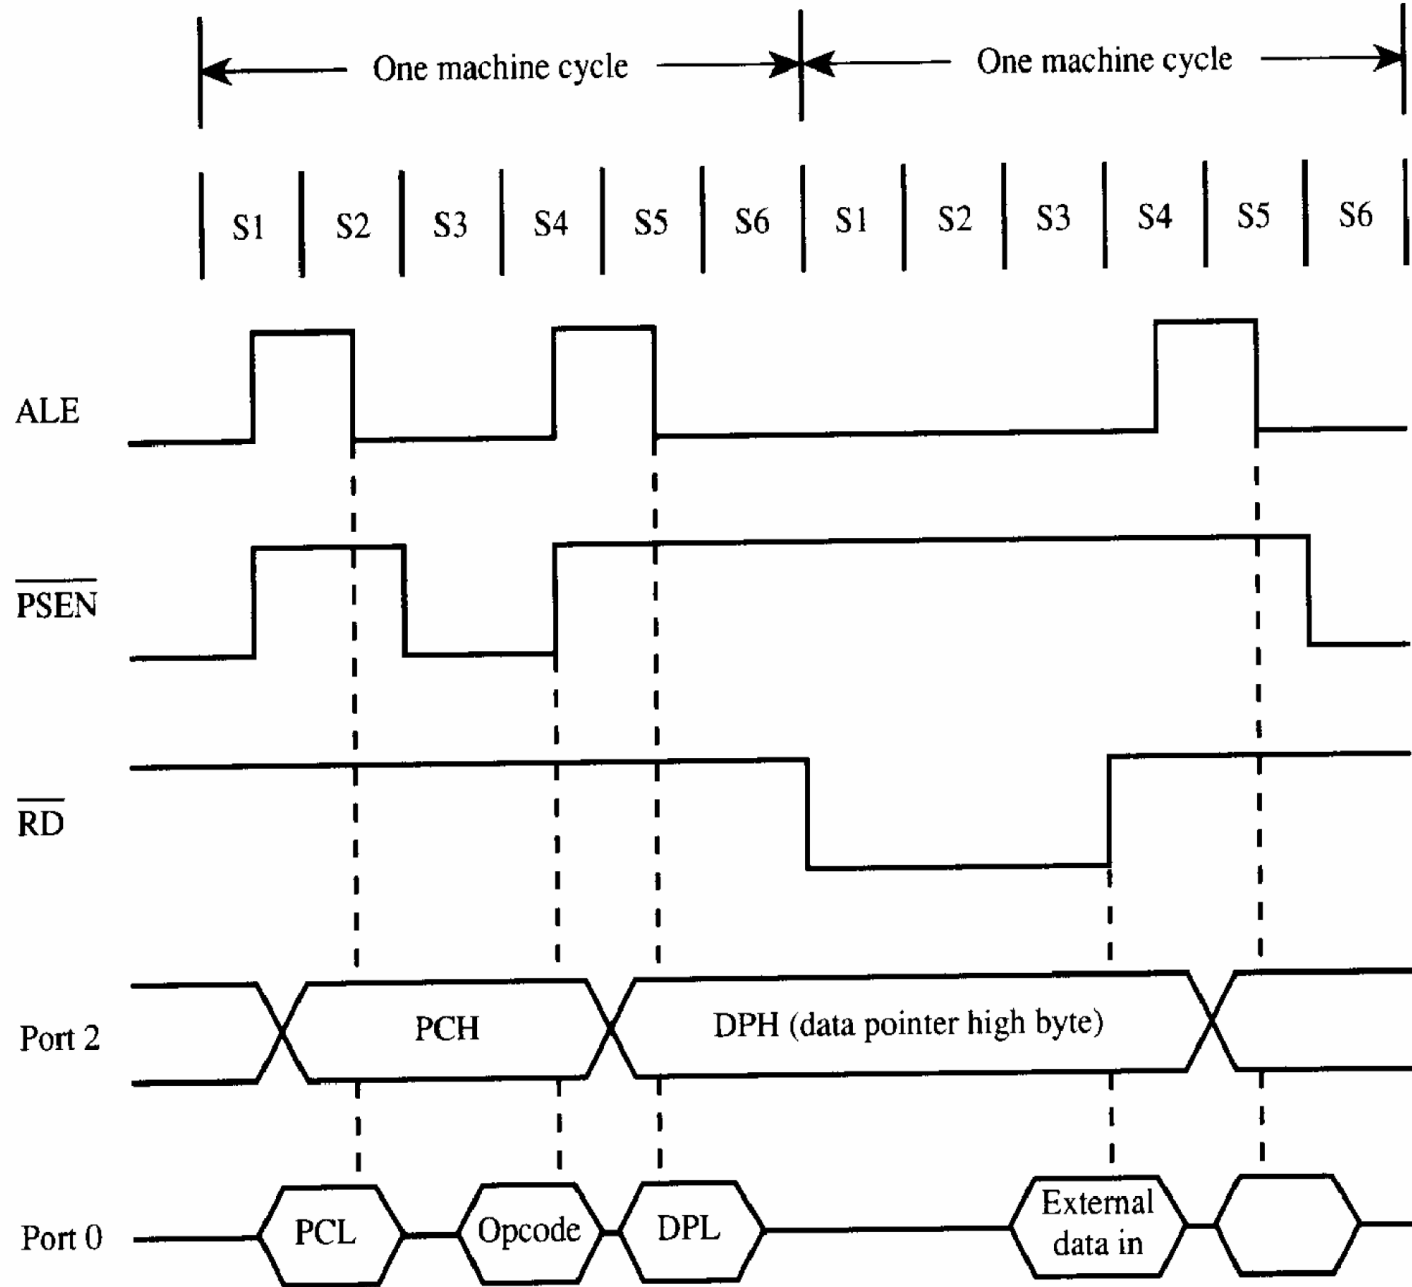 One machine cycle One machine cycle
S1 S2 S3 S4 S5 S6 S1 S2 S3 S4 S5 S6
ALE
PSEN
RD
Port 2 PCH DPH (data pointer high byte)
Port 0 PCL Opcode DPL External
data in